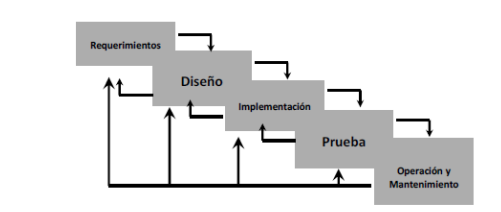 Requerimientos
Diseño
Implementación
Prueba
Operación y
Mantenimiento